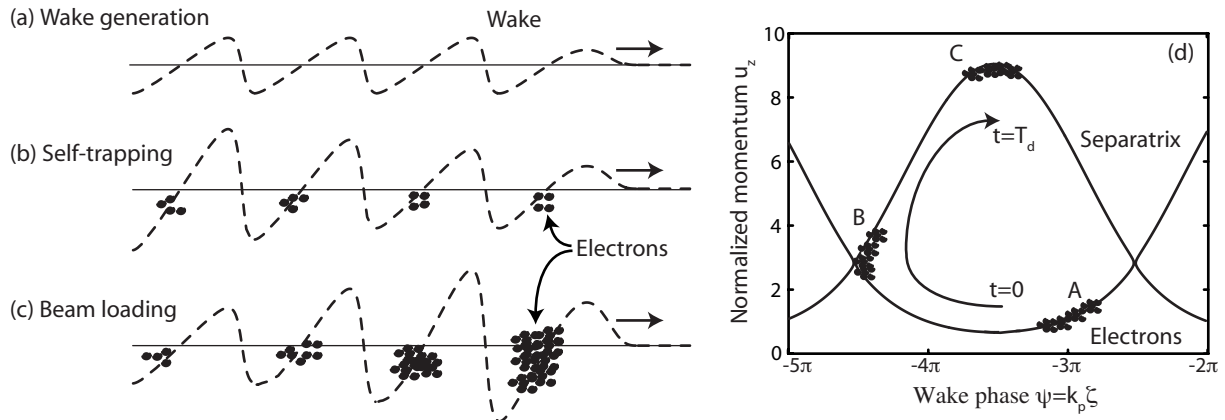 (a) Wake generation
Wake
(b) Self-trapping
Electrons
(c) Beam loading
(d)
Normalized momentum u_z
10
8
6
4
2
0
C
t=T_d
Separatrix
B
t=0
A
Electrons
-5π
-4π
-3π
-2π
Wake phase ψ=k_pζ